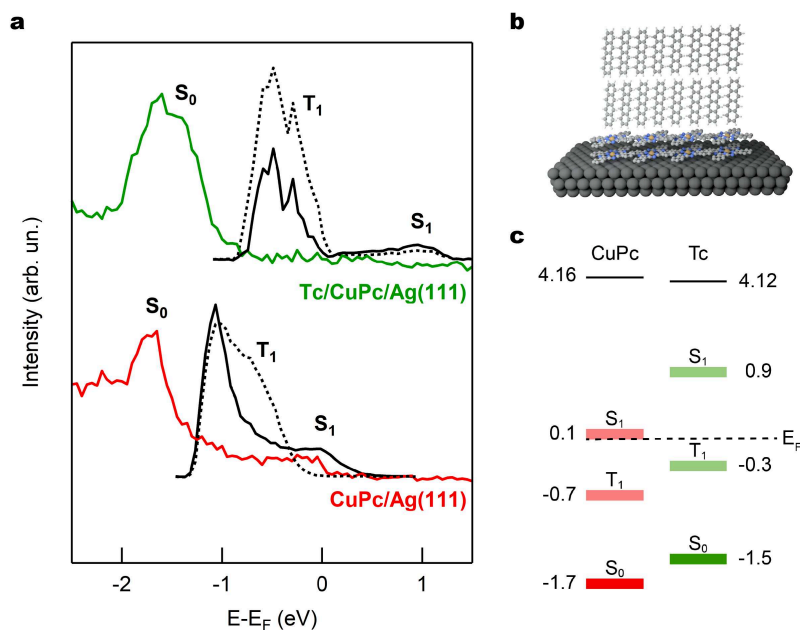 a
S0
T1
S1
Tc/CuPc/Ag(111)
S0
T1
S1
CuPc/Ag(111)
Intensity (arb. un.)
-2 -1 0 1
E-EF (eV)
b
c
CuPc Tc
4.16 4.12
S1 0.9
S1
0.1
EF
T1 -0.3
T1
-0.7
S0 -1.5
S0
-1.7